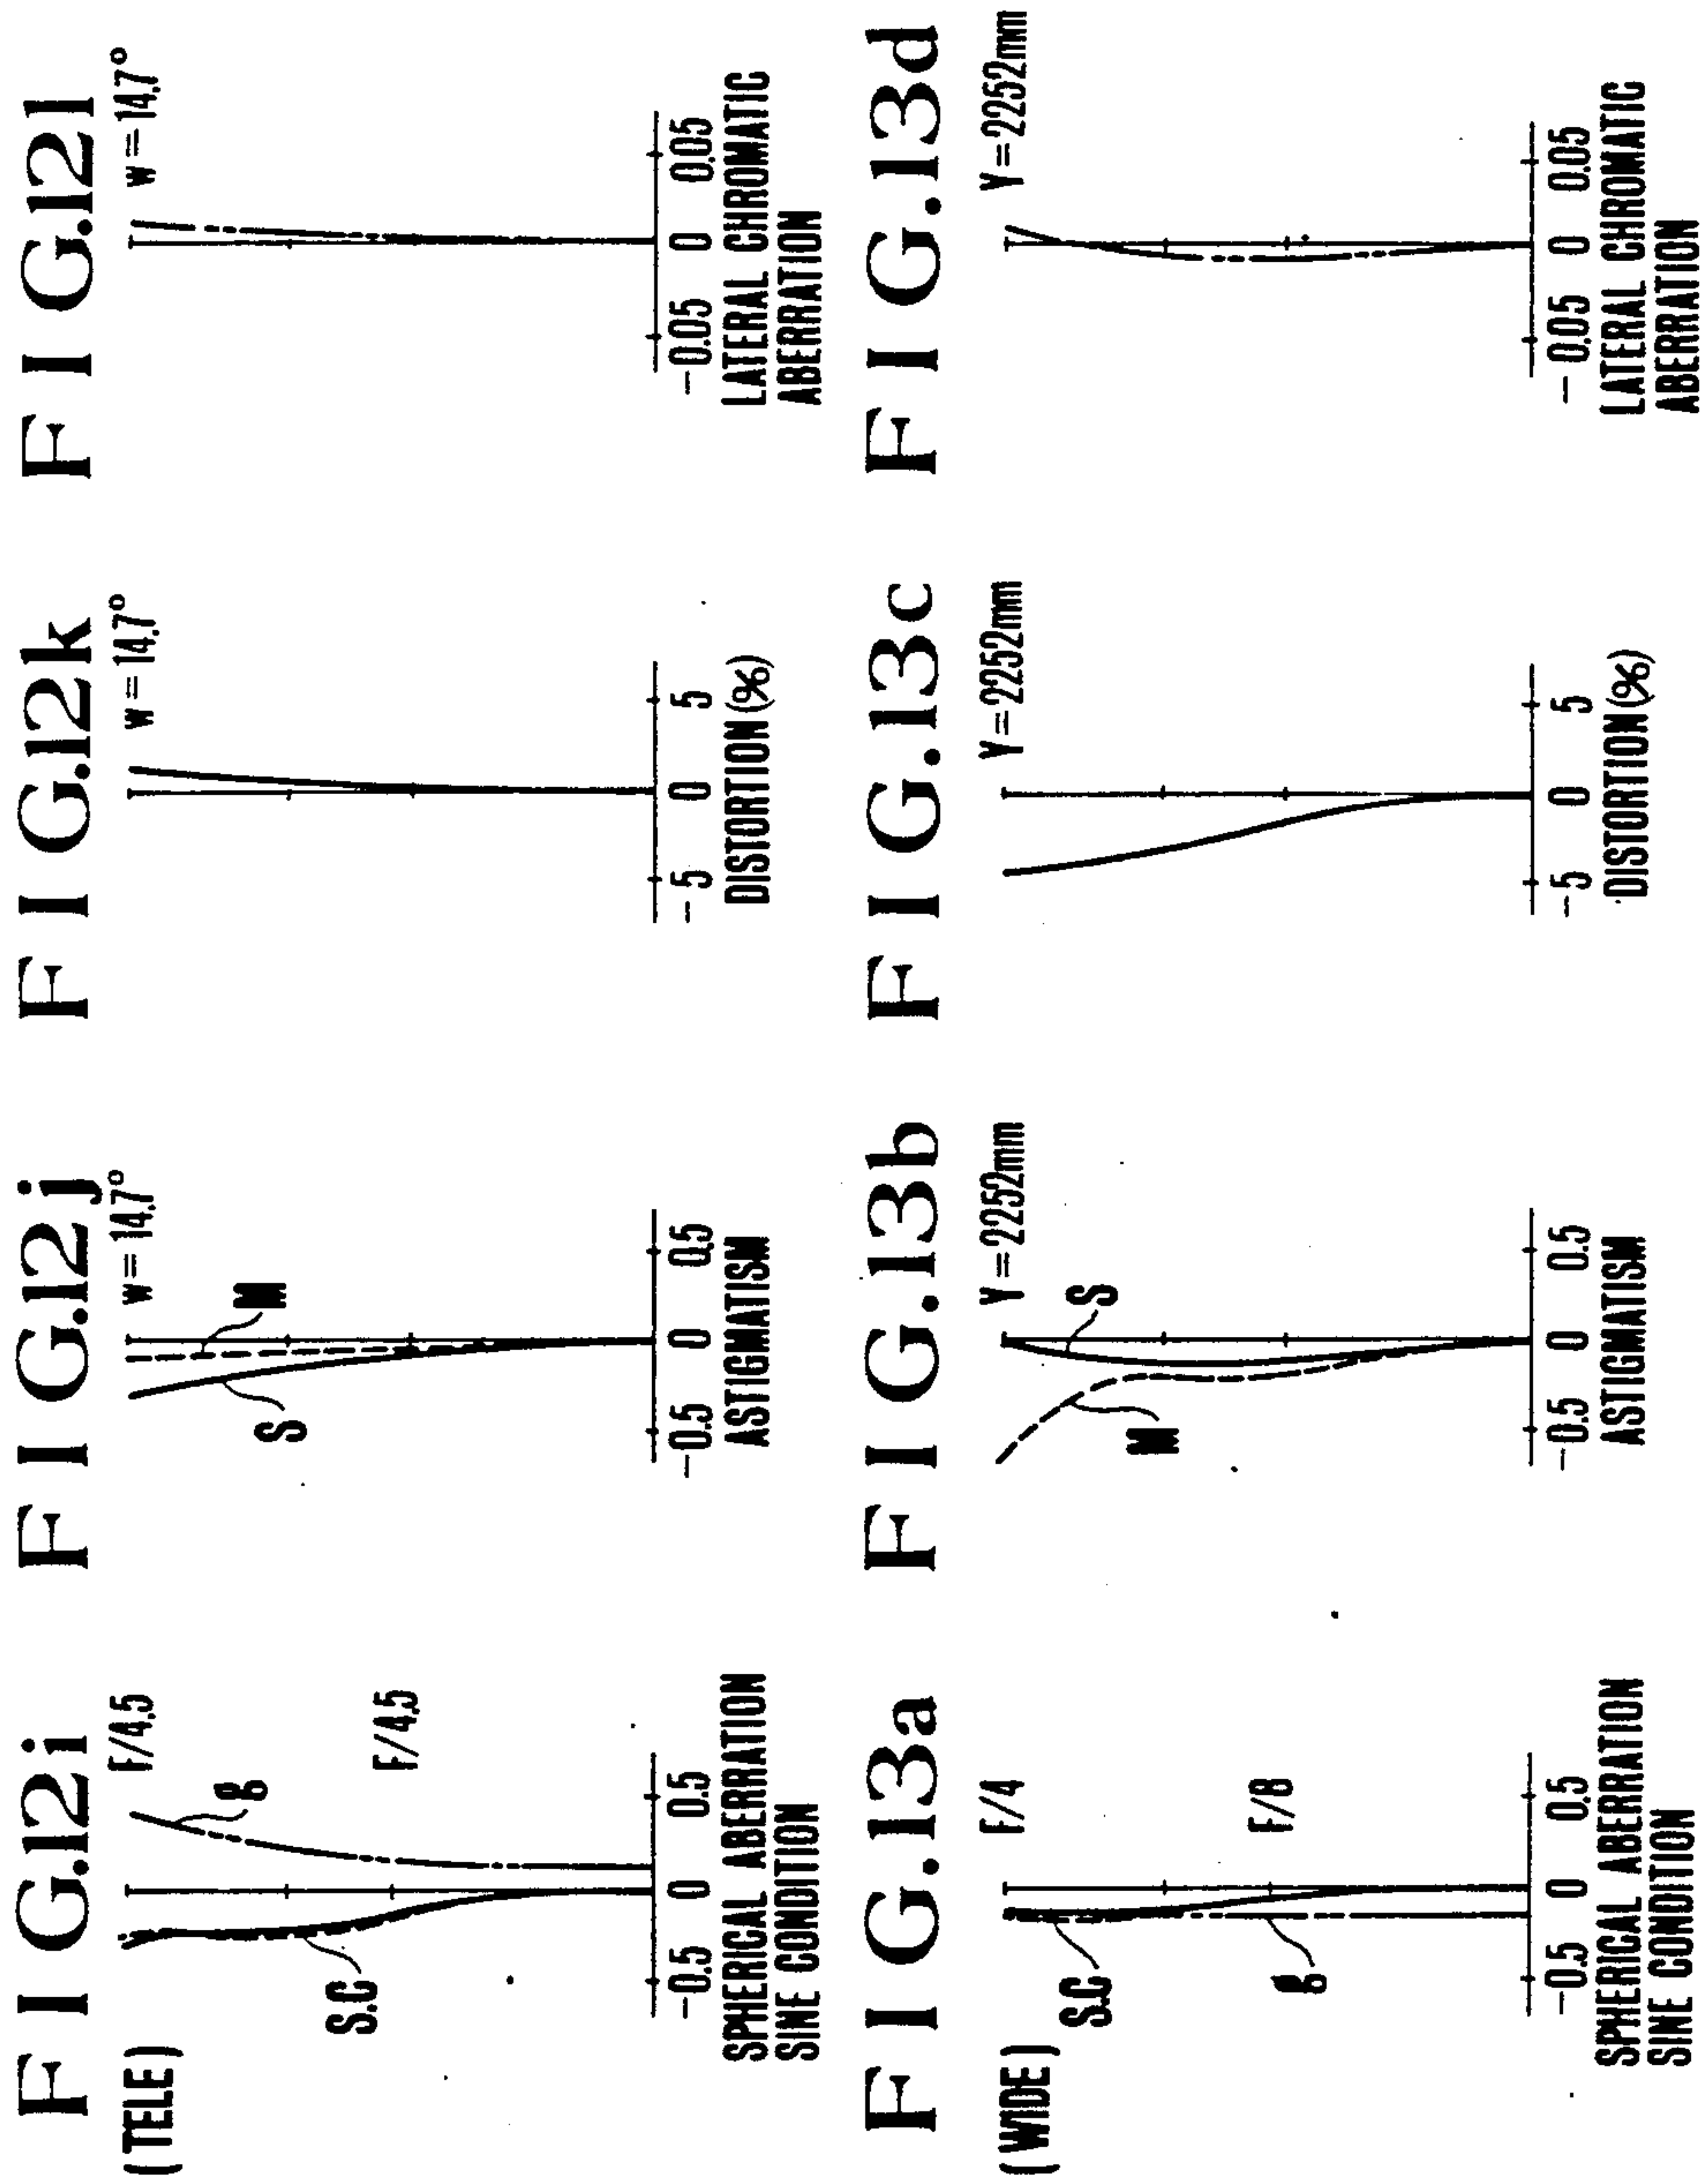 F I G.12i
(TELE)
F/4.5
g
F/4.5
S.C
-0.5 0 0.5
SPHERICAL ABERRATION
SINE CONDITION
F I G.12j
w=14.7°
M
S
-0.5 0 0.5
ASTIGMATISM
F I G.12k
w=14.7°
-5 0 5
DISTORTION (%)
F I G.12l
w=14.7°
-0.05 0 0.05
LATERAL CHROMATIC
ABERRATION
F I G.13a
(WIDE)
F/4
S.C
F/8
g
-0.5 0 0.5
SPHERICAL ABERRATION
SINE CONDITION
F I G.13b
Y=2252mm
S
M
-0.5 0 0.5
ASTIGMATISM
F I G.13c
Y=2252mm
-5 0 5
DISTORTION (%)
F I G.13d
Y=2252mm
-0.05 0 0.05
LATERAL CHROMATIC
ABERRATION